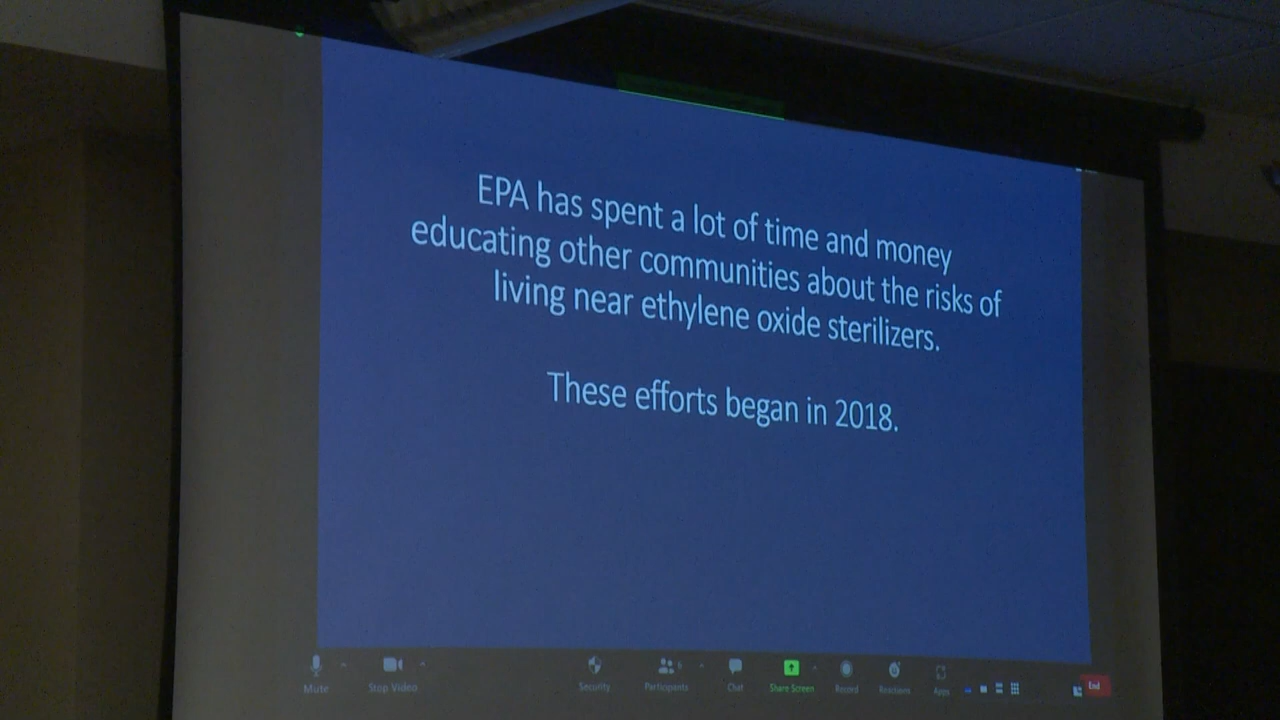 EPA has spent a lot of time and money
educating other communities about the risks of
living near ethylene oxide sterilizers.
These efforts began in 2018.
Mute
Stop Video
Security
Participants
Chat
Share Screen
Record
Reactions
Apps
End